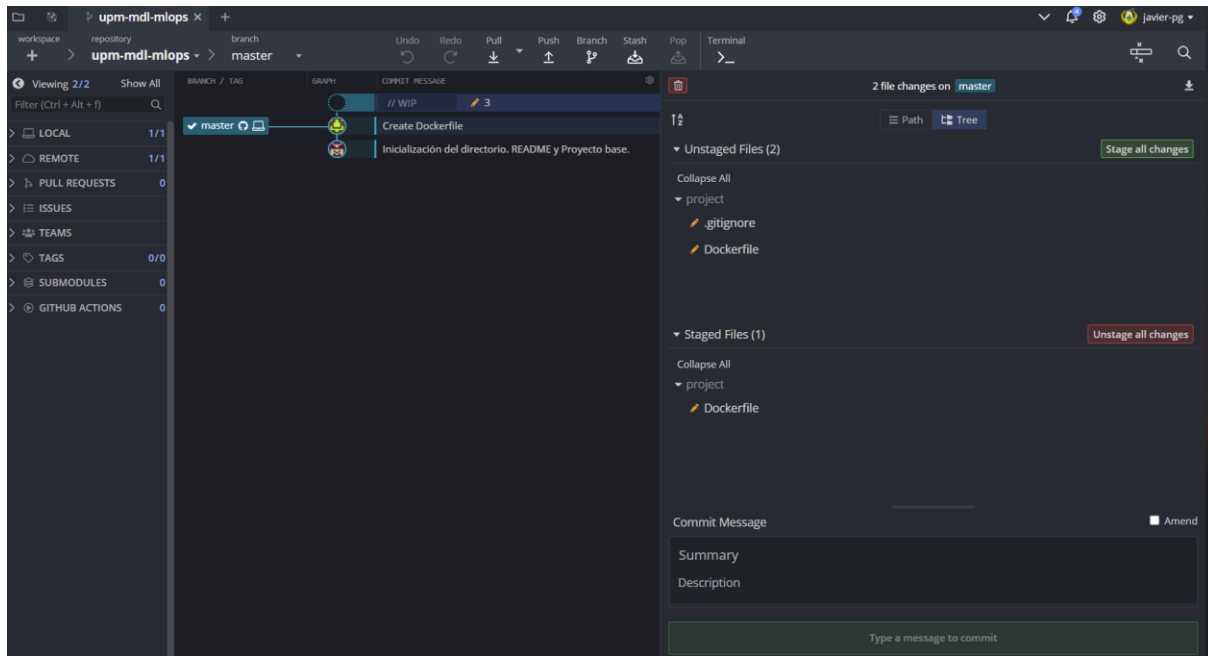 upm-mdl-mlops × +
4
javier-pg
workspace repository branch
+ upm-mdl-mlops master
Undo Redo Pull Push Branch Stash Pop Terminal
Viewing 2/2 Show All
Filter (Ctrl + Alt + f)
LOCAL 1/1
REMOTE 1/1
PULL REQUESTS 0
ISSUES
TEAMS
TAGS 0/0
SUBMODULES 0
GITHUB ACTIONS 0
BRANCH / TAG GRAPH COMMIT MESSAGE
// WIP 3
master Create Dockerfile
Inicialización del directorio. README y Proyecto base.
2 file changes on master
Path Tree
Unstaged Files (2) Stage all changes
Collapse All
project
.gitignore
Dockerfile
Staged Files (1) Unstage all changes
Collapse All
project
Dockerfile
Commit Message Amend
Summary
Description
Type a message to commit